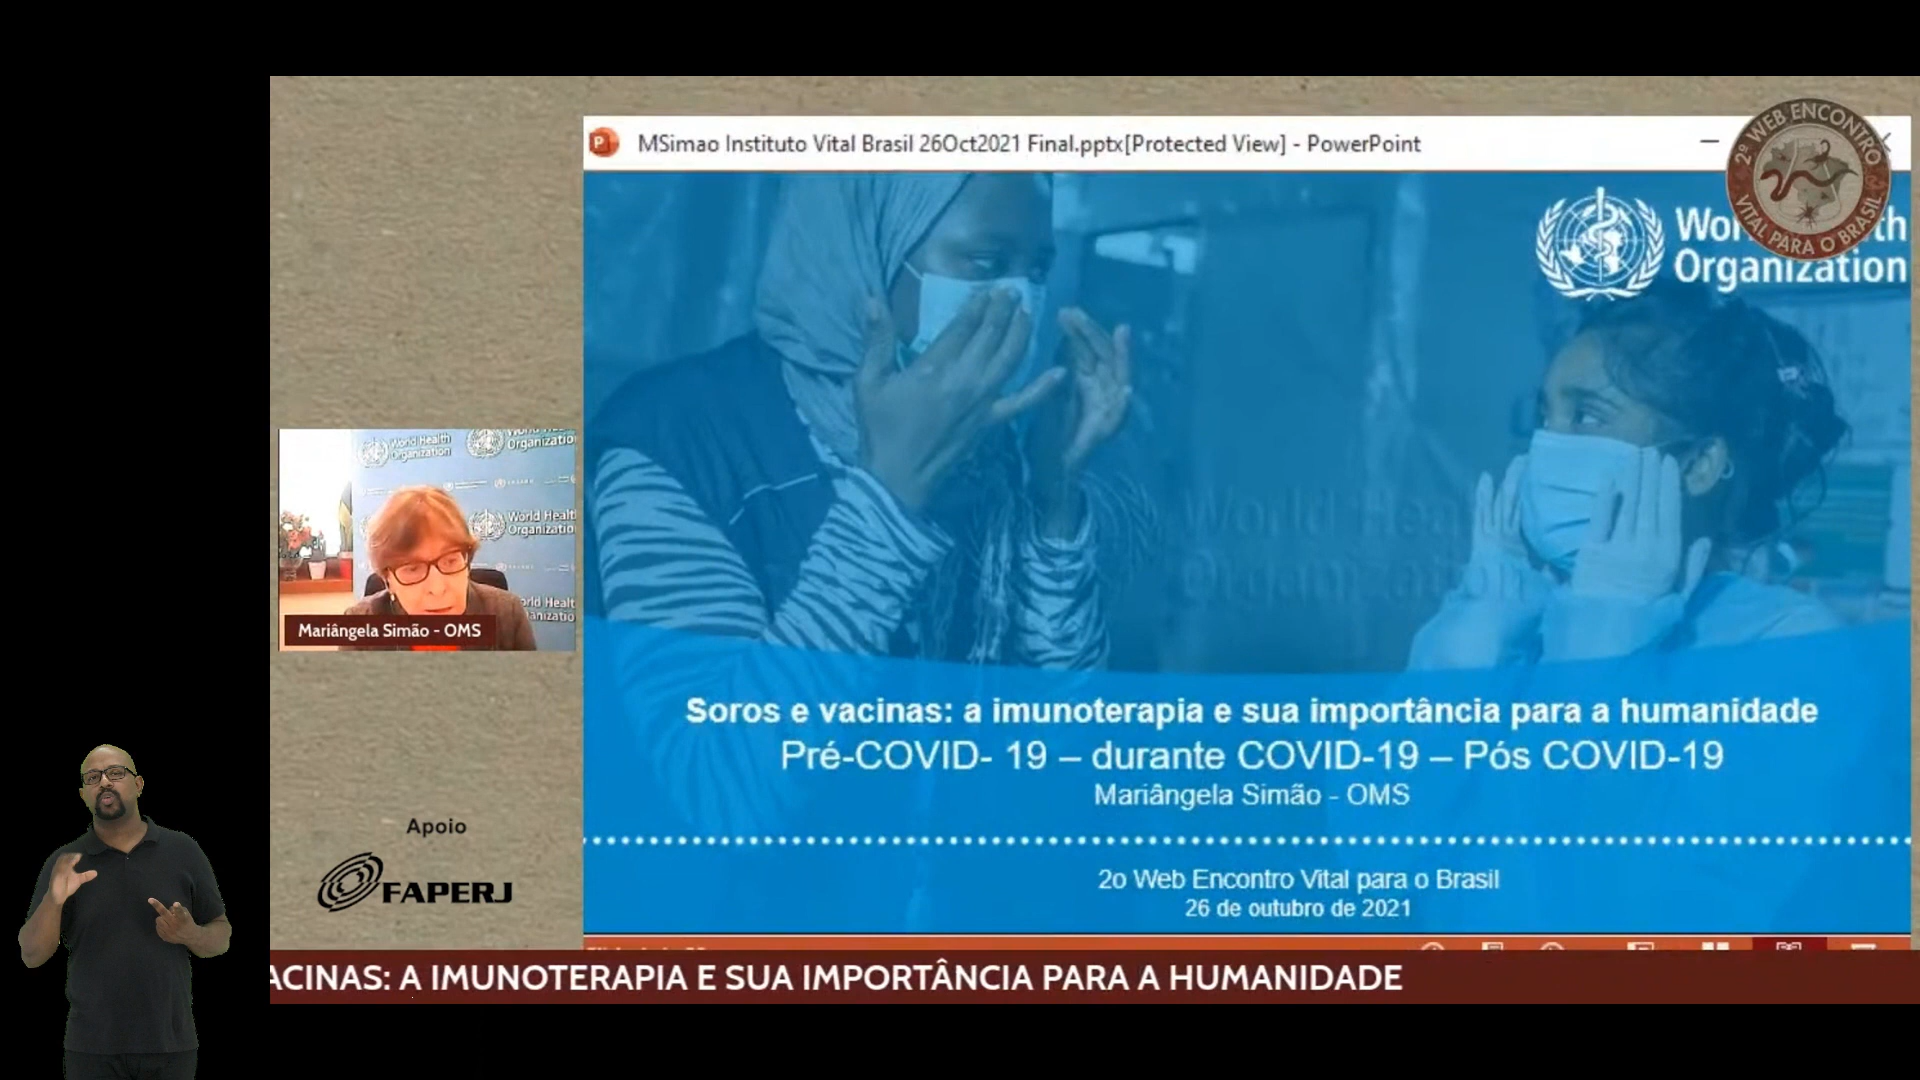 MSimao Instituto Vital Brasil 26Oct2021 Final.pptx[Protected View] - PowerPoint
2º WEB ENCONTRO
VITAL PARA O BRASIL
Organization
World Health
Organization
World Health
Mariângela Simão - OMS
Soros e vacinas: a imunoterapia e sua importância para a humanidade
Pré-COVID- 19 – durante COVID-19 – Pós COVID-19
Mariângela Simão - OMS
2o Web Encontro Vital para o Brasil
26 de outubro de 2021
Apoio
FAPERJ
ACINAS: A IMUNOTERAPIA E SUA IMPORTÂNCIA PARA A HUMANIDADE